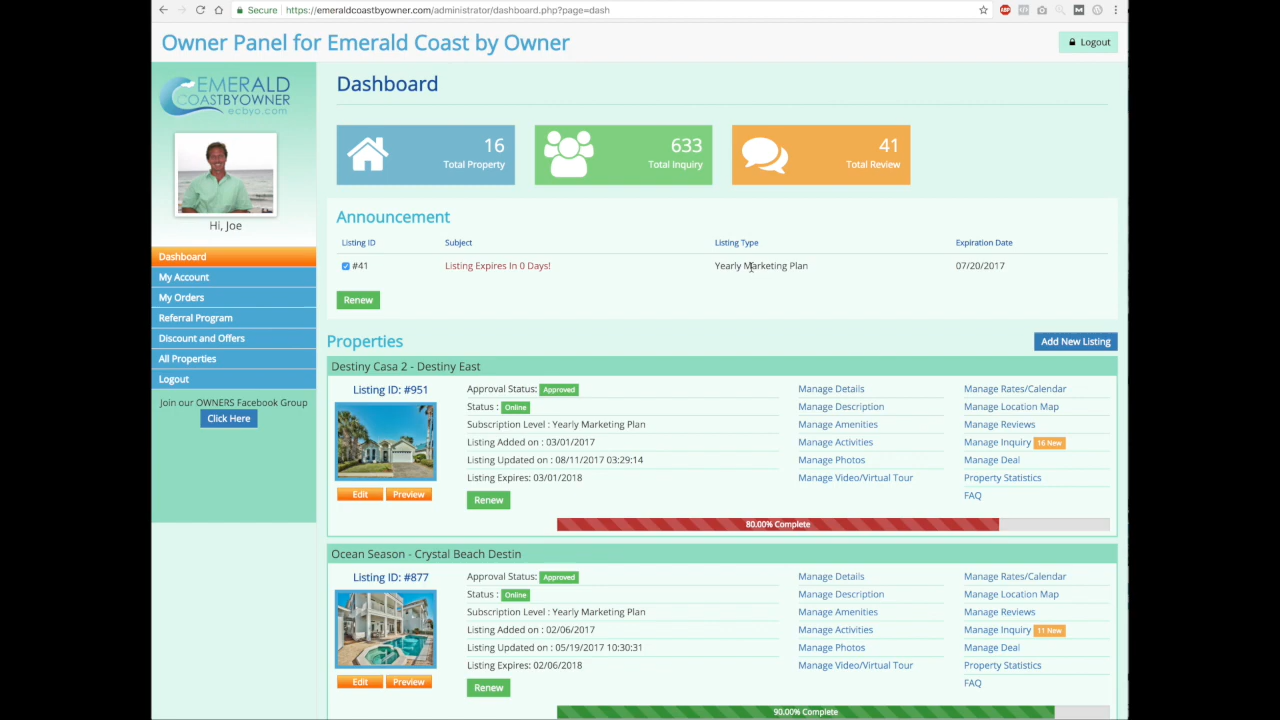 Secure
https://emeraldcoastbyowner.com/administrator/dashboard.php?page=dash
Owner Panel for Emerald Coast by Owner
Logout
EMERALD
COASTBYOWNER
ecbyo.com
Hi, Joe
Dashboard
My Account
My Orders
Referral Program
Discount and Offers
All Properties
Logout
Join our OWNERS Facebook Group
Click Here
Dashboard
16
Total Property
633
Total Inquiry
41
Total Review
Announcement
Listing ID Subject Listing Type Expiration Date
#41 Listing Expires In 0 Days! Yearly Marketing Plan 07/20/2017
Renew
Properties
Add New Listing
Destiny Casa 2 - Destiny East
Listing ID: #951
Edit Preview
Approval Status: Approved
Status : Online
Subscription Level : Yearly Marketing Plan
Listing Added on : 03/01/2017
Listing Updated on : 08/11/2017 03:29:14
Listing Expires: 03/01/2018
Renew
Manage Details
Manage Description
Manage Amenities
Manage Activities
Manage Photos
Manage Video/Virtual Tour
Manage Rates/Calendar
Manage Location Map
Manage Reviews
Manage Inquiry 16 New
Manage Deal
Property Statistics
FAQ
80.00% Complete
Ocean Season - Crystal Beach Destin
Listing ID: #877
Edit Preview
Approval Status: Approved
Status : Online
Subscription Level : Yearly Marketing Plan
Listing Added on : 02/06/2017
Listing Updated on : 05/19/2017 10:30:31
Listing Expires: 02/06/2018
Renew
Manage Details
Manage Description
Manage Amenities
Manage Activities
Manage Photos
Manage Video/Virtual Tour
Manage Rates/Calendar
Manage Location Map
Manage Reviews
Manage Inquiry 11 New
Manage Deal
Property Statistics
FAQ
90.00% Complete